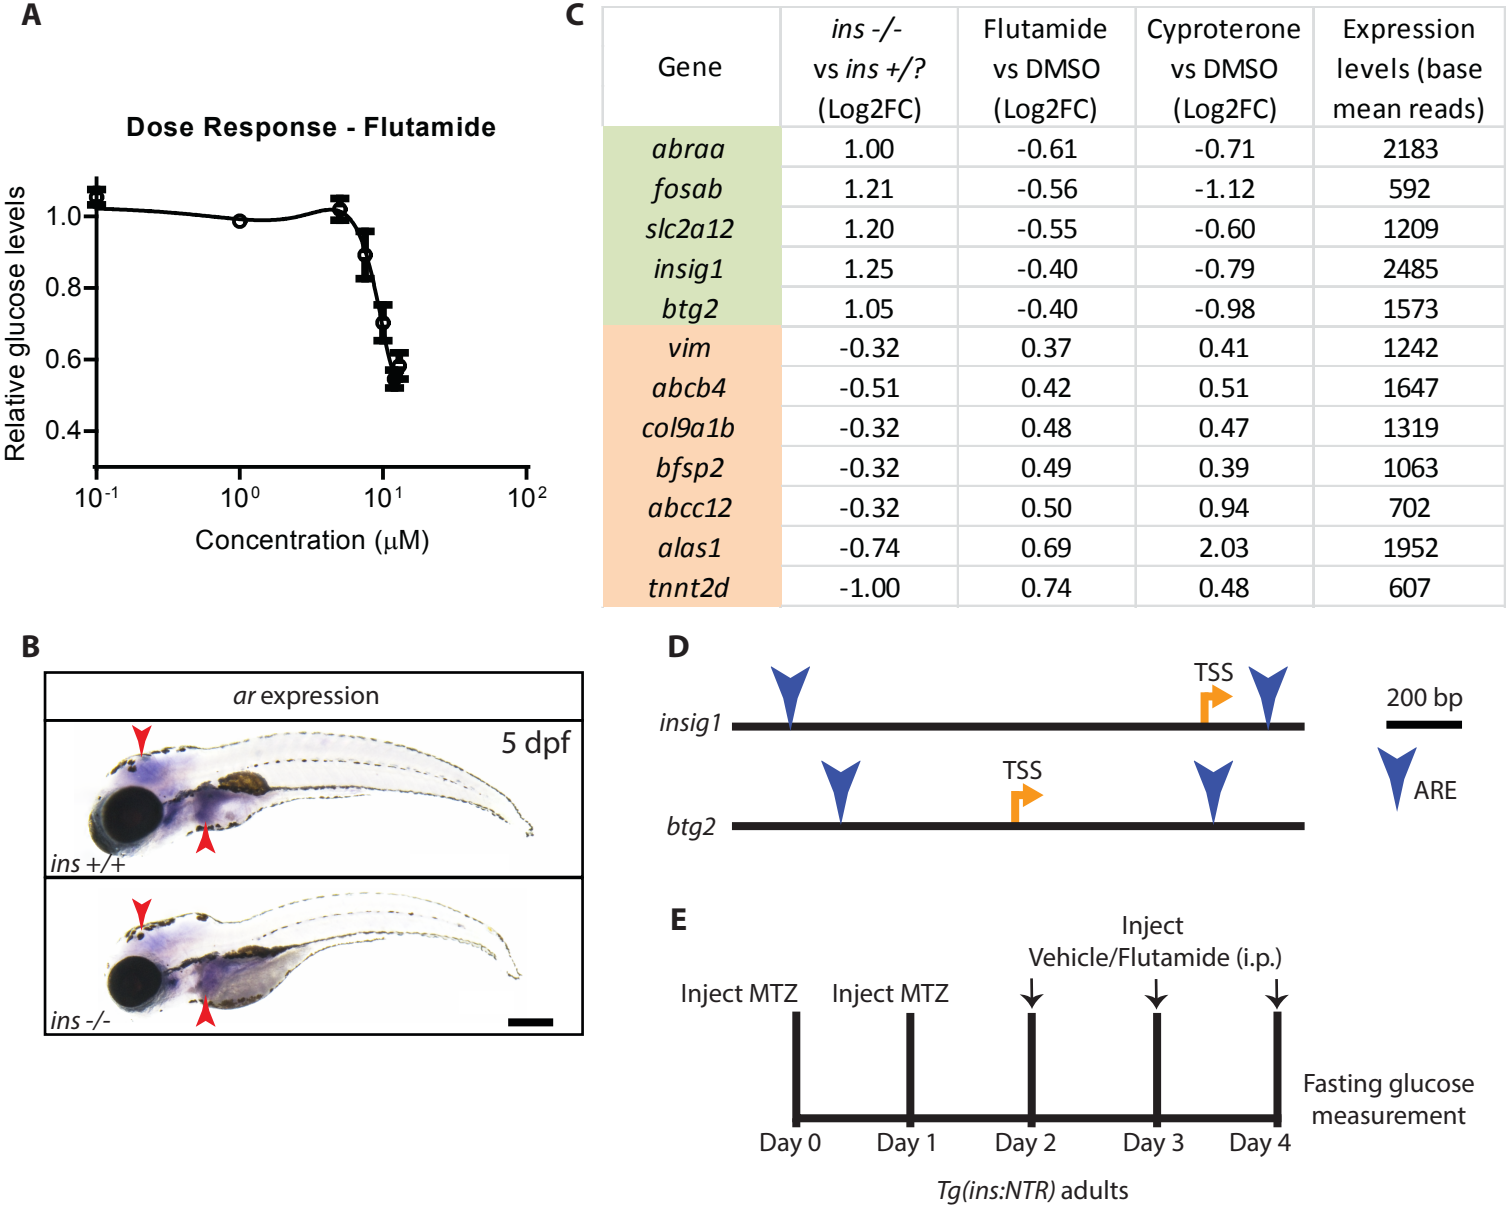 A
Dose Response - Flutamide
Relative glucose levels
1.0
0.8
0.6
0.4
10-1 100 101 102
Concentration (μM)
B
ar expression
5 dpf
ins +/+
ins -/-
C
Gene
ins -/-
vs ins +/?
(Log2FC)
Flutamide
vs DMSO
(Log2FC)
Cyproterone
vs DMSO
(Log2FC)
Expression
levels (base
mean reads)
abraa 1.00 -0.61 -0.71 2183
fosab 1.21 -0.56 -1.12 592
slc2a12 1.20 -0.55 -0.60 1209
insig1 1.25 -0.40 -0.79 2485
btg2 1.05 -0.40 -0.98 1573
vim -0.32 0.37 0.41 1242
abcb4 -0.51 0.42 0.51 1647
col9a1b -0.32 0.48 0.47 1319
bfsp2 -0.32 0.49 0.39 1063
abcc12 -0.32 0.50 0.94 702
alas1 -0.74 0.69 2.03 1952
tnnt2d -1.00 0.74 0.48 607
D
TSS
insig1
200 bp
TSS
btg2
ARE
E
Inject
Vehicle/Flutamide (i.p.)
Inject MTZ Inject MTZ
Fasting glucose
measurement
Day 0 Day 1 Day 2 Day 3 Day 4
Tg(ins:NTR) adults